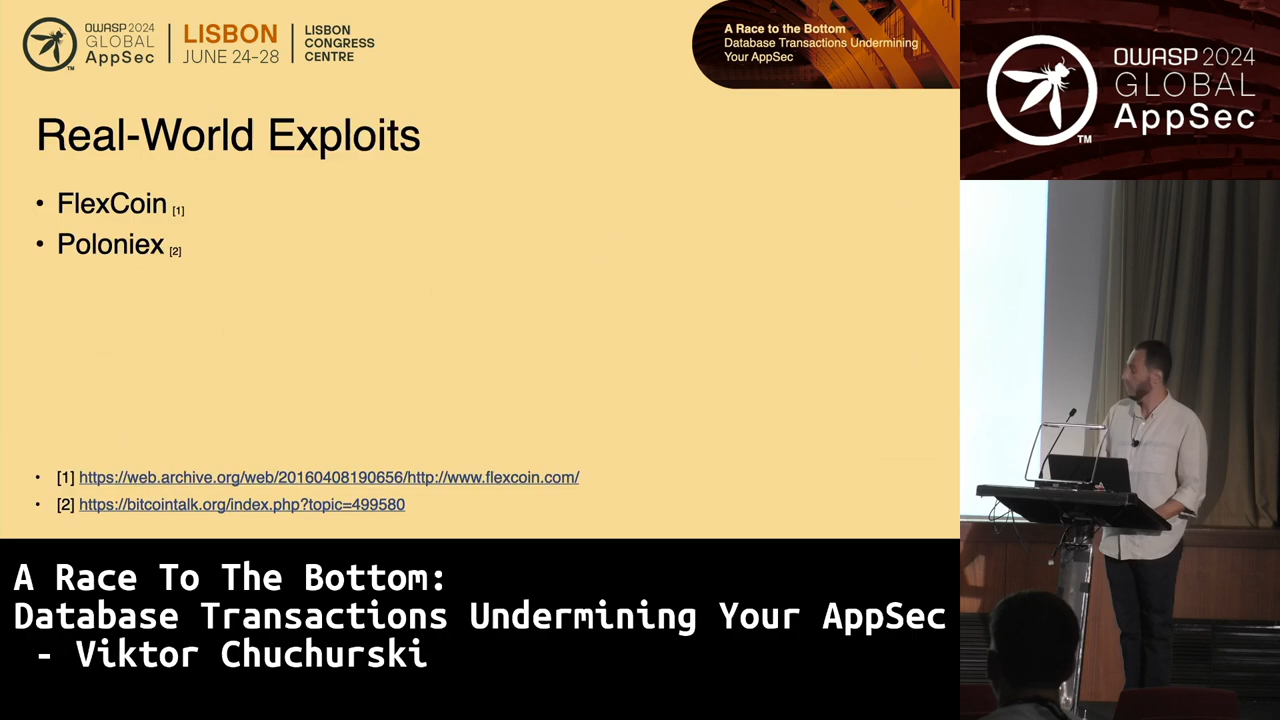 OWASP 2024
GLOBAL
AppSec
LISBON
JUNE 24-28
LISBON
CONGRESS
CENTRE
TM
A Race to the Bottom
Database Transactions Undermining
Your AppSec
OWASP 2024
GLOBAL
AppSec
TM
Real-World Exploits
• FlexCoin [1]
• Poloniex [2]
• [1] https://web.archive.org/web/20160408190656/http://www.flexcoin.com/
• [2] https://bitcointalk.org/index.php?topic=499580
A Race To The Bottom:
Database Transactions Undermining Your AppSec
- Viktor Chuchurski